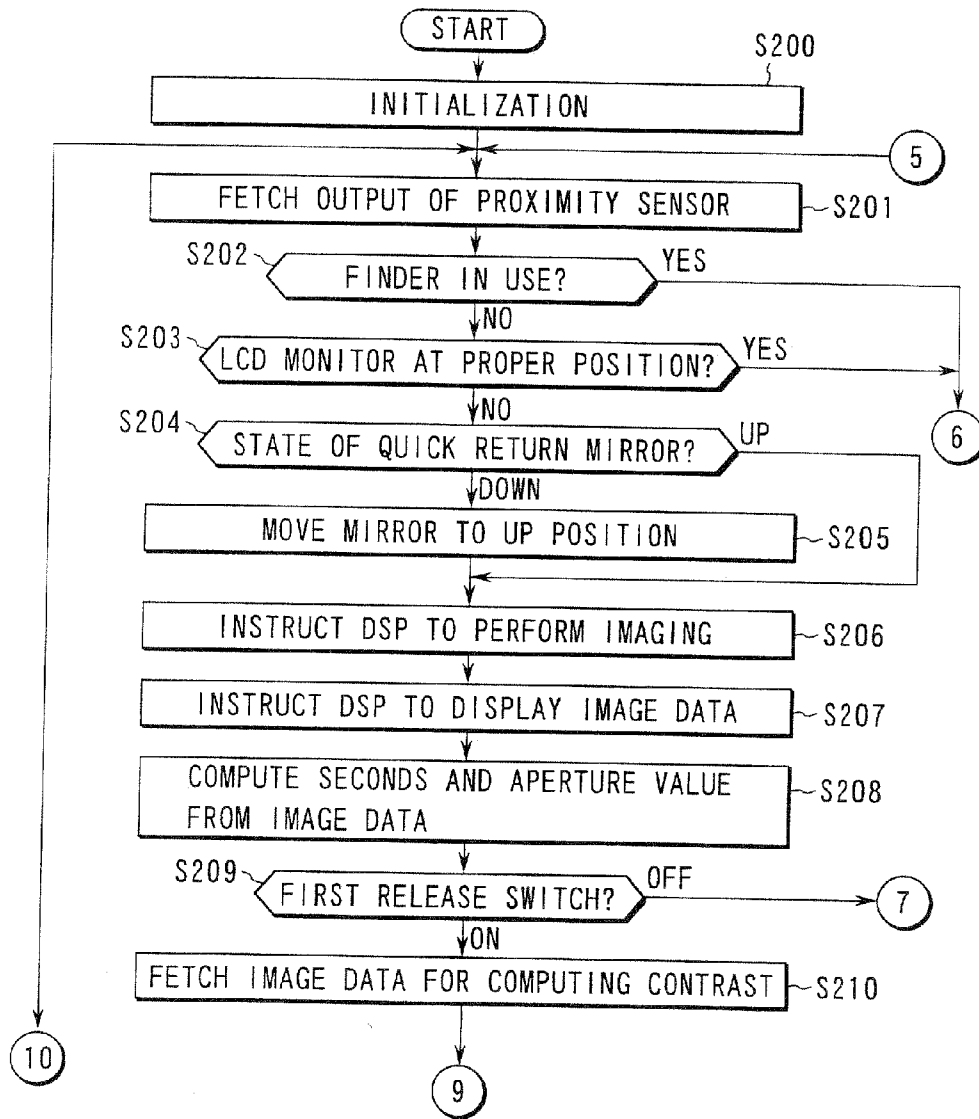 START
S200
INITIALIZATION
5
FETCH OUTPUT OF PROXIMITY SENSOR
S201
S202
FINDER IN USE?
YES
NO
S203
LCD MONITOR AT PROPER POSITION?
YES
NO
6
S204
STATE OF QUICK RETURN MIRROR?
UP
DOWN
MOVE MIRROR TO UP POSITION
S205
INSTRUCT DSP TO PERFORM IMAGING
S206
INSTRUCT DSP TO DISPLAY IMAGE DATA
S207
COMPUTE SECONDS AND APERTURE VALUE
FROM IMAGE DATA
S208
S209
FIRST RELEASE SWITCH?
OFF
7
ON
FETCH IMAGE DATA FOR COMPUTING CONTRAST
S210
10
9